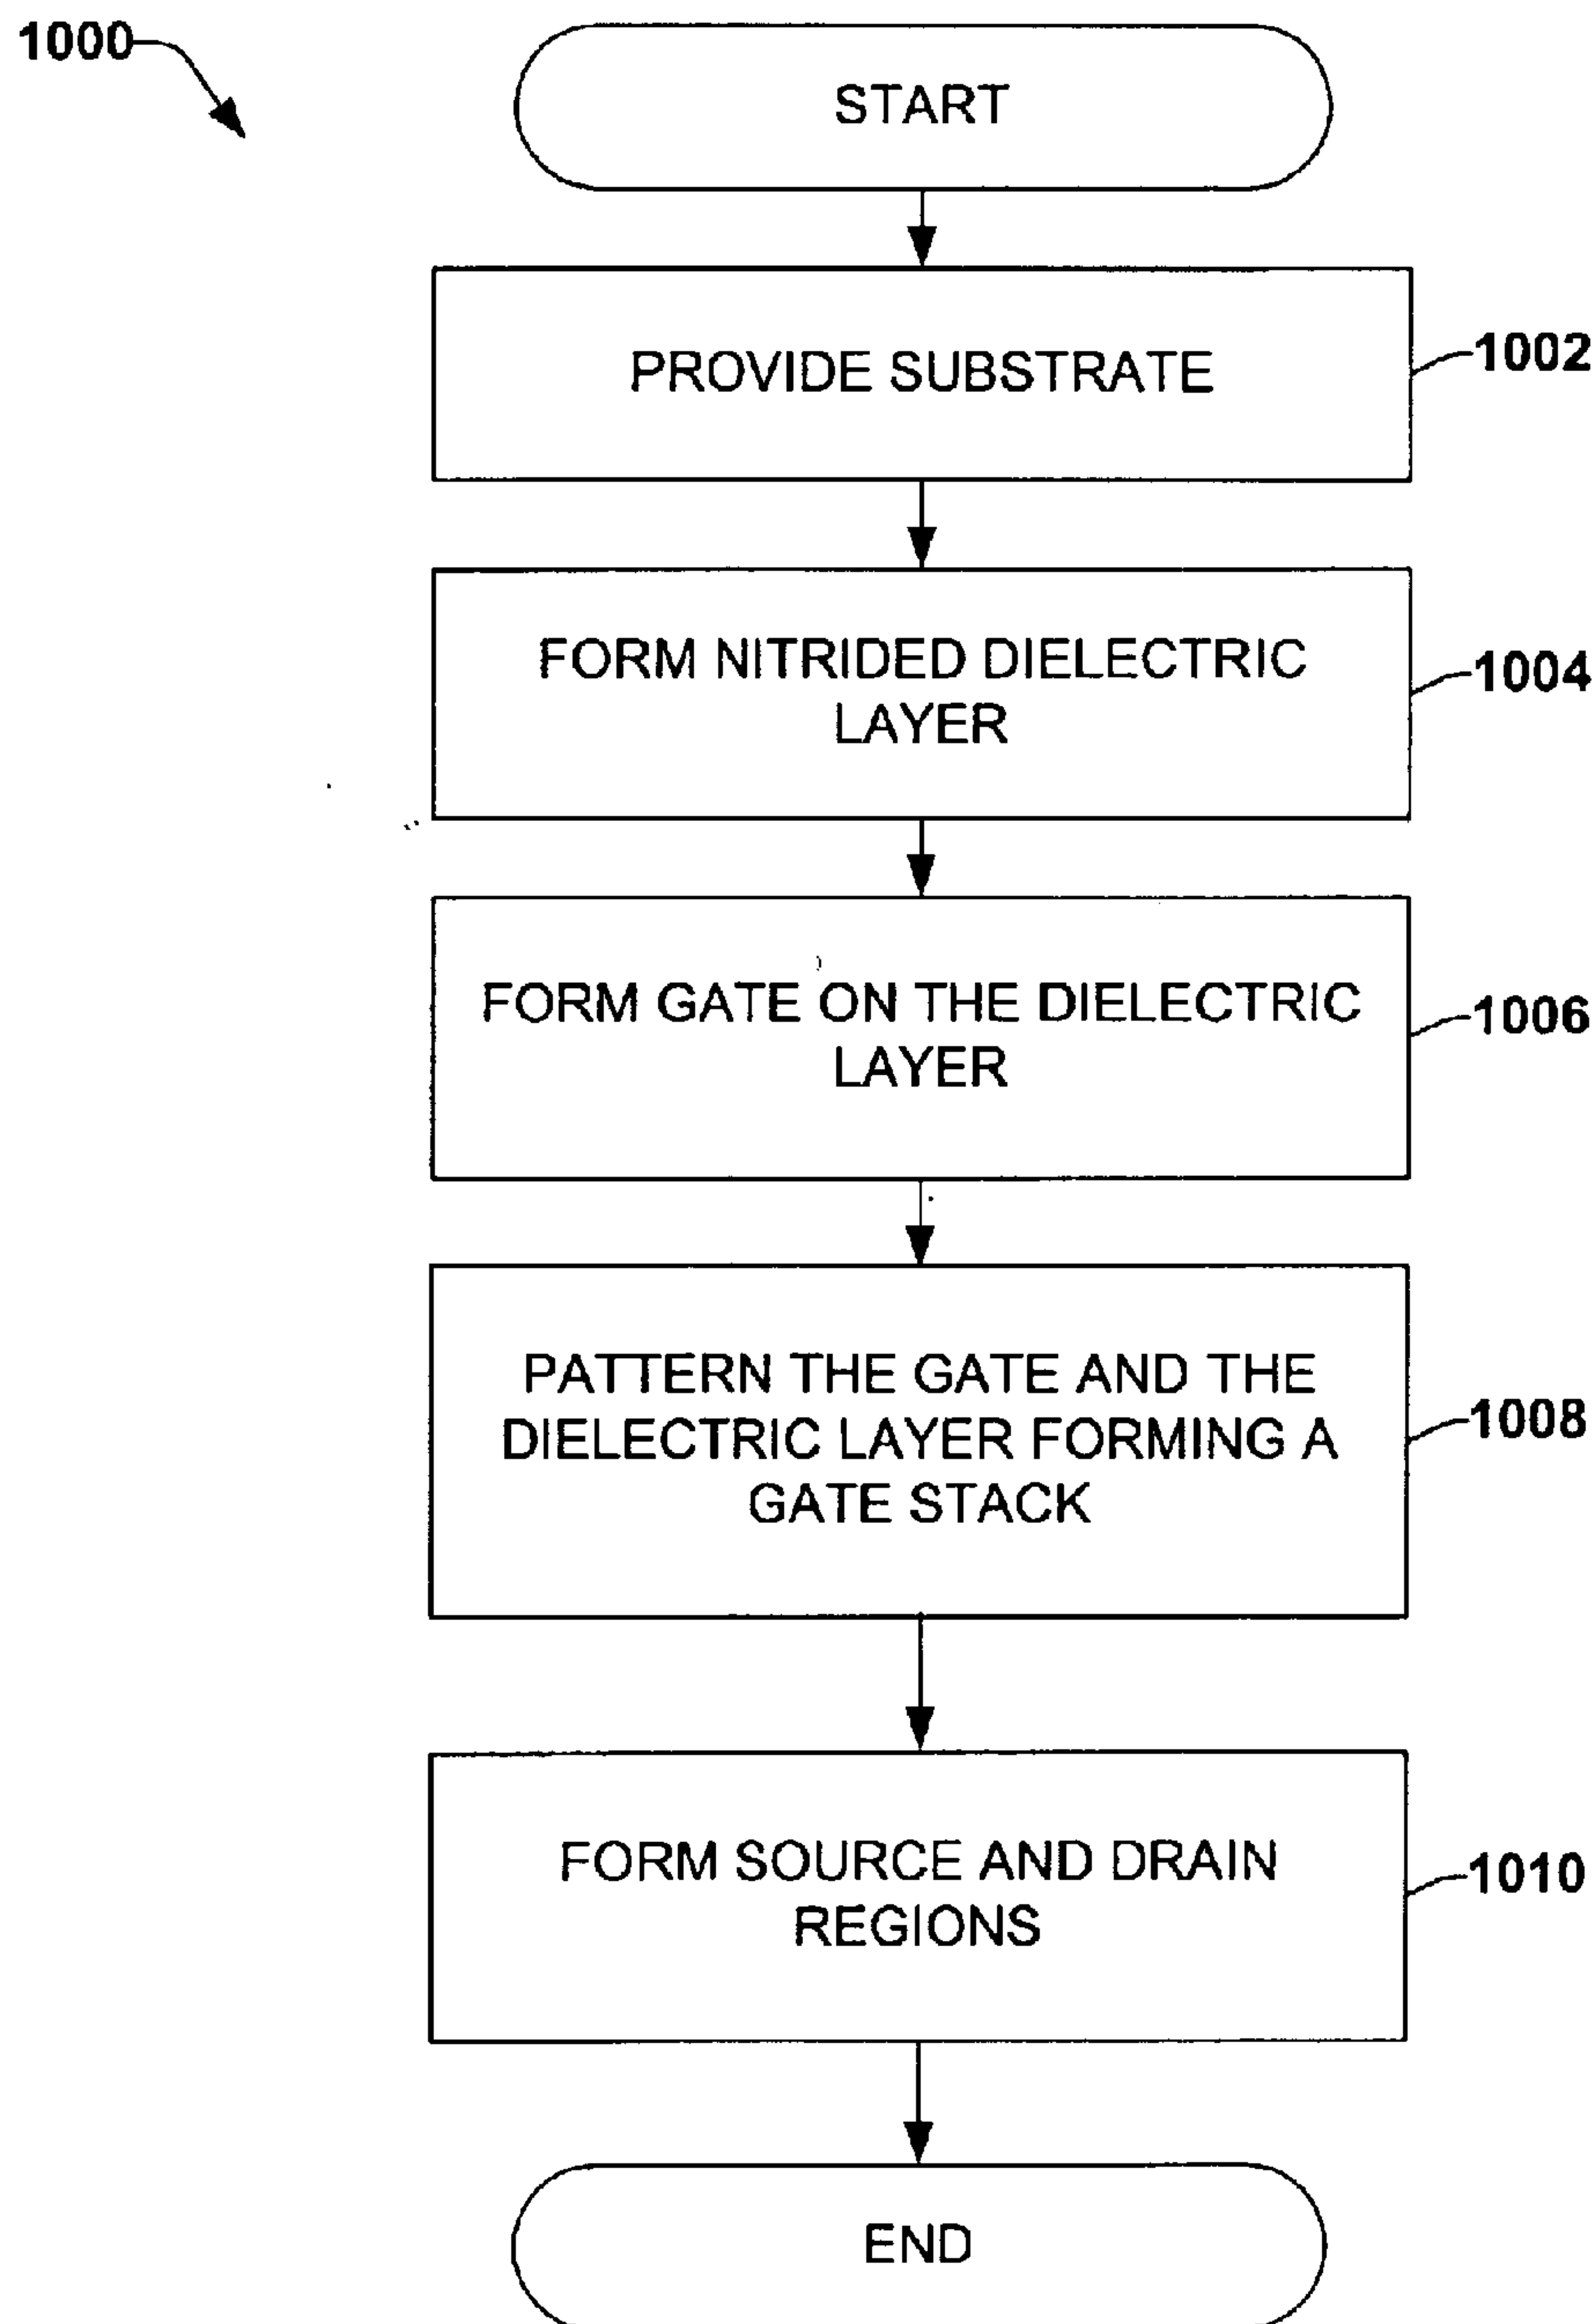 1000
START
PROVIDE SUBSTRATE
1002
FORM NITRIDED DIELECTRIC
LAYER
1004
FORM GATE ON THE DIELECTRIC
LAYER
1006
PATTERN THE GATE AND THE
DIELECTRIC LAYER FORMING A
GATE STACK
1008
FORM SOURCE AND DRAIN
REGIONS
1010
END